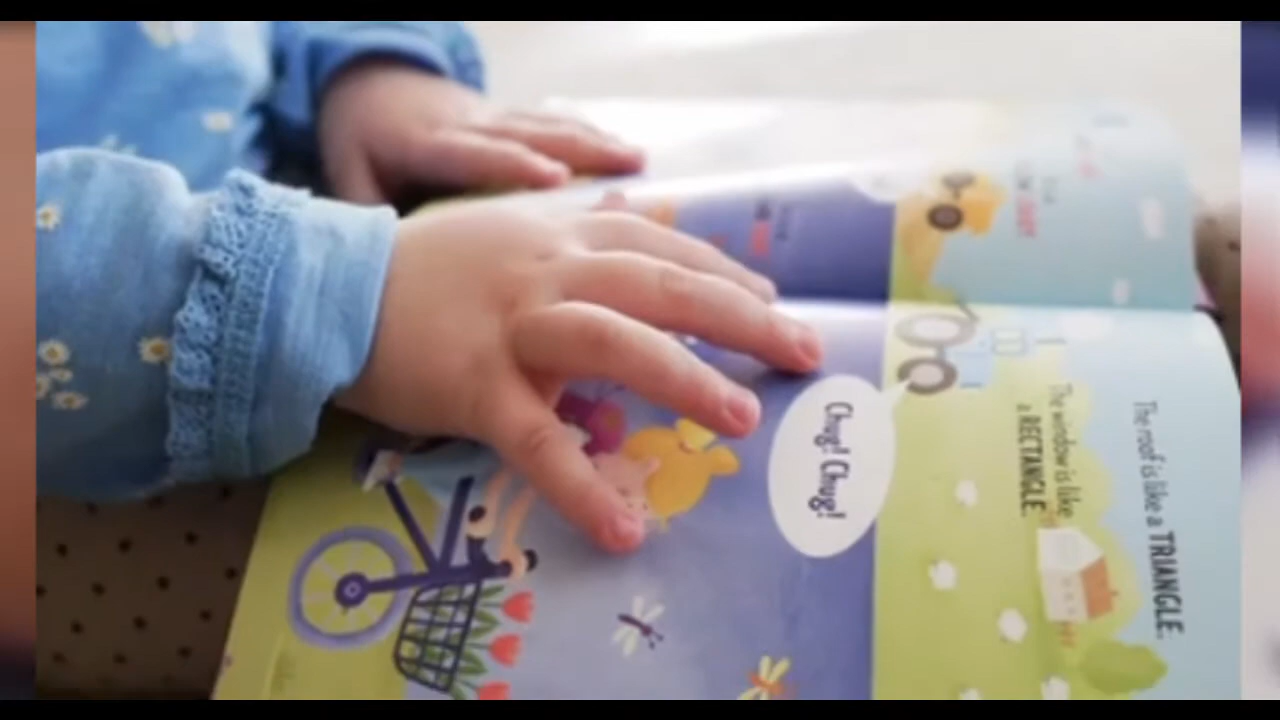 The roof is like a TRIANGLE.
The window is like
a RECTANGLE.
Chug! Chug!